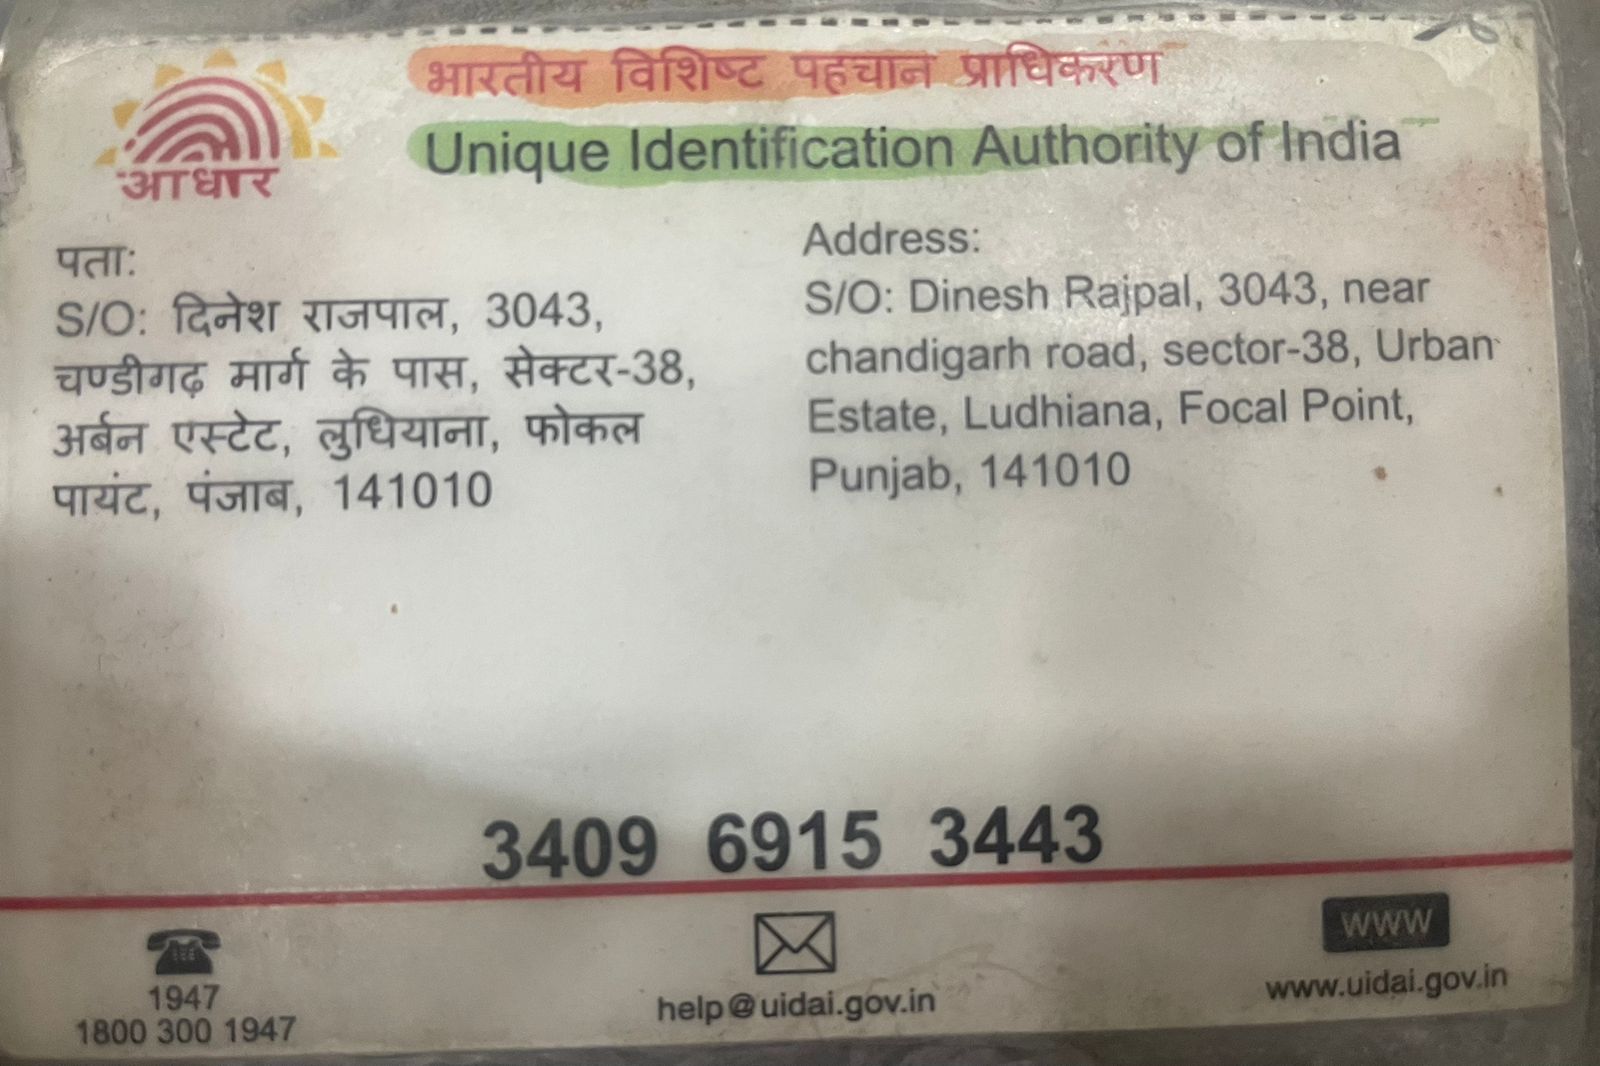 भारतीय विशिष्ट पहचान प्राधिकरण
Unique Identification Authority of India
आधार
पता:
S/O: दिनेश राजपाल, 3043,
चण्डीगढ़ मार्ग के पास, सेक्टर-38,
अर्बन एस्टेट, लुधियाना, फोकल
पायंट, पंजाब, 141010
Address:
S/O: Dinesh Rajpal, 3043, near
chandigarh road, sector-38, Urban
Estate, Ludhiana, Focal Point,
Punjab, 141010
3409 6915 3443
1947
1800 300 1947
help@uidai.gov.in
WWW
www.uidai.gov.in